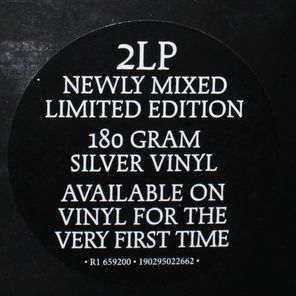 2LP
NEWLY MIXED
LIMITED EDITION
180 GRAM
SILVER VINYL
AVAILABLE ON
VINYL FOR THE
VERY FIRST TIME
• R1 659200 • 190295022662 •